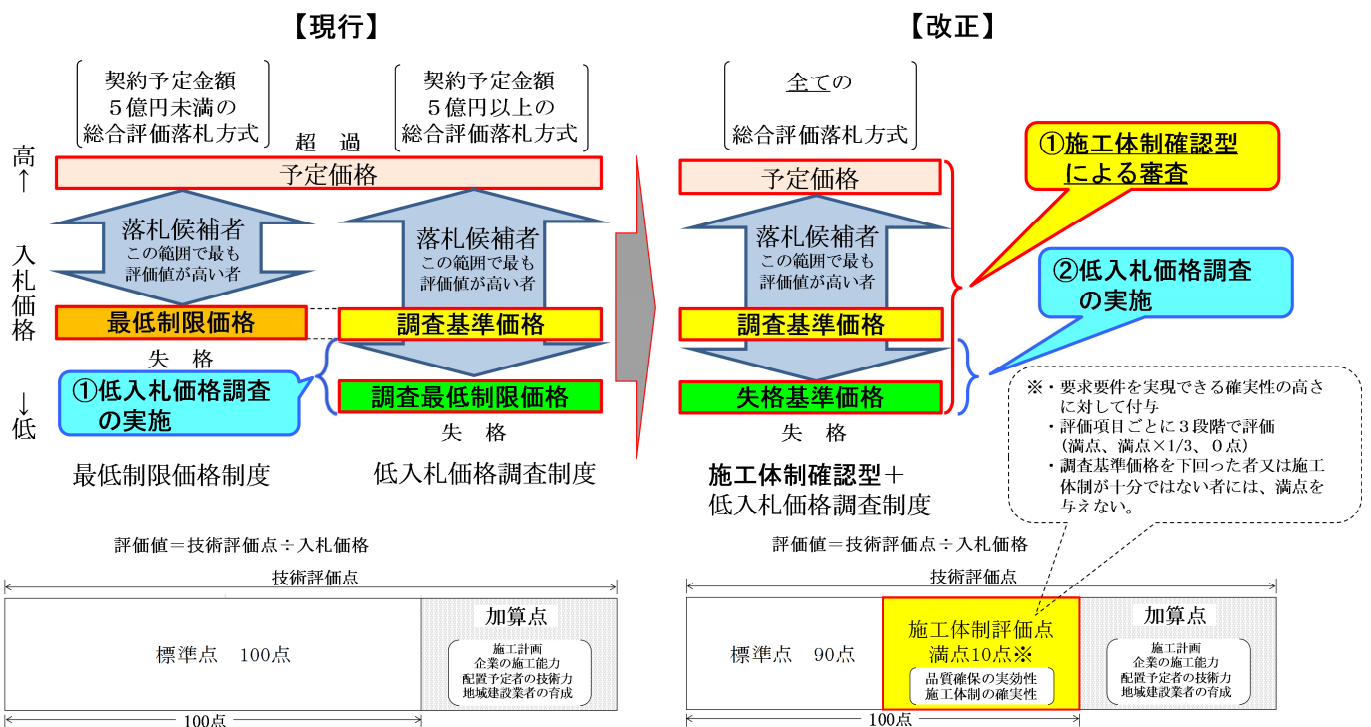 【現行】
契約予定金額
５億円未満の
総合評価落札方式
契約予定金額
５億円以上の
総合評価落札方式
超　過
高
↑
入札価格
↓
低
予定価格
落札候補者
この範囲で最も
評価値が高い者
落札候補者
この範囲で最も
評価値が高い者
最低制限価格
調査基準価格
失　格
①低入札価格調査
の実施
調査最低制限価格
失　格
最低制限価格制度
低入札価格調査制度
評価値＝技術評価点÷入札価格
技術評価点
標準点　100点
加算点
施工計画
企業の施工能力
配置予定者の技術力
地域建設業者の育成
100点
【改正】
全ての
総合評価落札方式
予定価格
落札候補者
この範囲で最も
評価値が高い者
調査基準価格
失格基準価格
失　格
施工体制確認型＋
低入札価格調査制度
①施工体制確認型
による審査
②低入札価格調査
の実施
※・要求要件を実現できる確実性の高さ
に対して付与
・評価項目ごとに３段階で評価
(満点、満点×1/3、０点)
・調査基準価格を下回った者又は施工
体制が十分ではない者には、満点を
与えない。
評価値＝技術評価点÷入札価格
技術評価点
標準点　90点
施工体制評価点
満点10点※
品質確保の実効性
施工体制の確実性
加算点
施工計画
企業の施工能力
配置予定者の技術力
地域建設業者の育成
100点